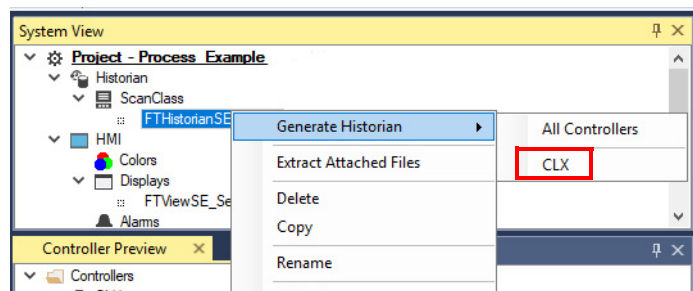 System View
Project - Process_Example
Historian
ScanClass
FTHistorianSE
Generate Historian
All Controllers
HMI
Colors
Extract Attached Files
CLX
Displays
Delete
FTViewSE_Se
Alarms
Copy
Controller Preview
Rename
Controllers